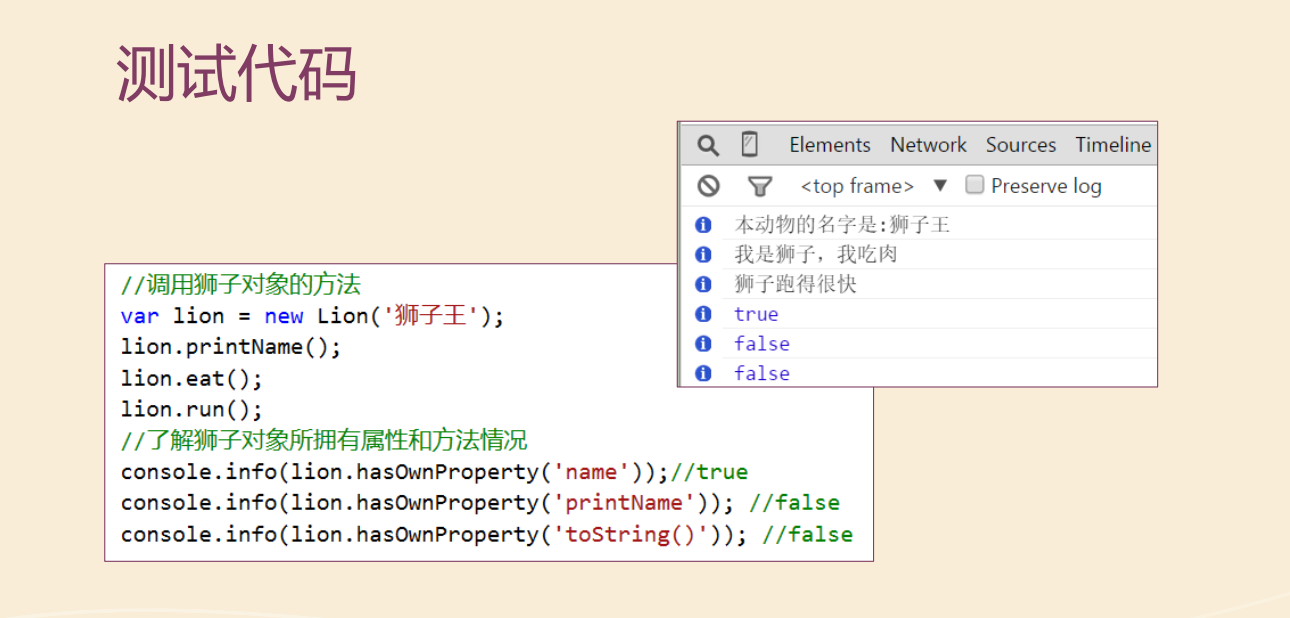 测试代码
Elements Network Sources Timeline
<top frame> ▼ Preserve log
本动物的名字是:狮子王
我是狮子，我吃肉
狮子跑得很快
true
false
false
//调用狮子对象的方法
var lion = new Lion('狮子王');
lion.printName();
lion.eat();
lion.run();
//了解狮子对象所拥有属性和方法情况
console.info(lion.hasOwnProperty('name'));//true
console.info(lion.hasOwnProperty('printName')); //false
console.info(lion.hasOwnProperty('toString()')); //false